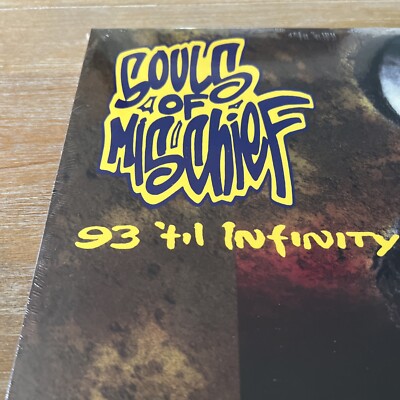 SOULS
OF
MISCHIEF
93 'til INFINITY